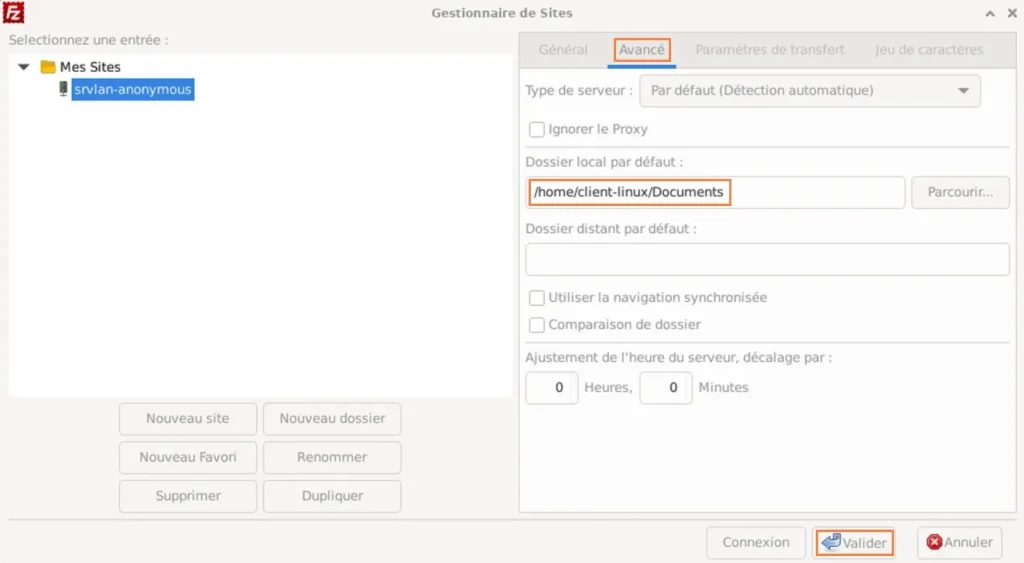 Fz
Gestionnaire de Sites
Selectionnez une entrée :
Mes Sites
srvlan-anonymous
Nouveau site
Nouveau dossier
Nouveau Favori
Renommer
Supprimer
Dupliquer
Général
Avancé
Paramètres de transfert
Jeu de caractères
Type de serveur :
Par défaut (Détection automatique)
Ignorer le Proxy
Dossier local par défaut :
/home/client-linux/Documents
Parcourir...
Dossier distant par défaut :
Utiliser la navigation synchronisée
Comparaison de dossier
Ajustement de l'heure du serveur, décalage par :
0 Heures, 0 Minutes
Connexion
Valider
Annuler